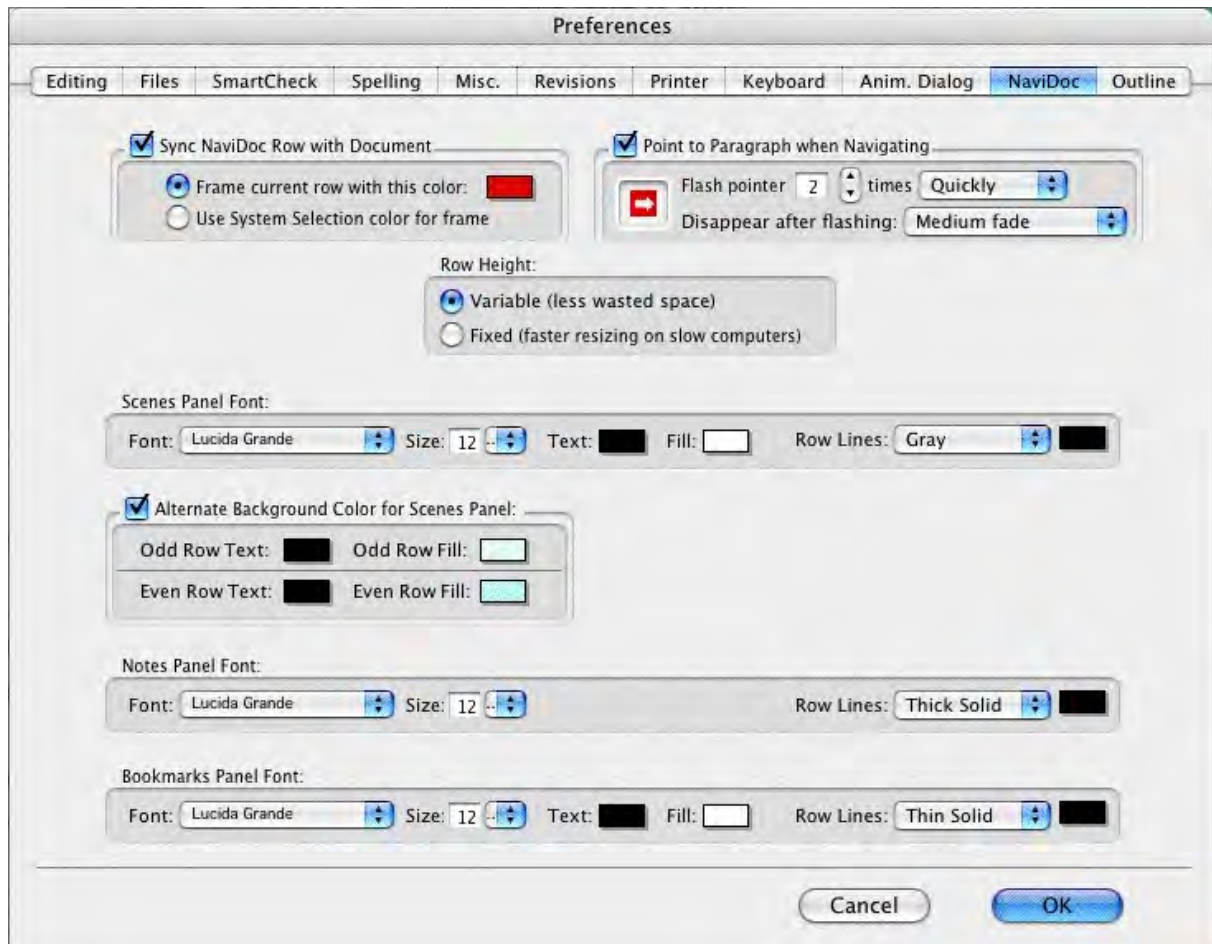 Preferences
Editing Files SmartCheck Spelling Misc. Revisions Printer Keyboard Anim. Dialog NaviDoc Outline
Sync NaviDoc Row with Document
Frame current row with this color:
Use System Selection color for frame
Point to Paragraph when Navigating
Flash pointer 2 times Quickly
Disappear after flashing: Medium fade
Row Height:
Variable (less wasted space)
Fixed (faster resizing on slow computers)
Scenes Panel Font:
Font: Lucida Grande Size: 12 Text: Fill: Row Lines: Gray
Alternate Background Color for Scenes Panel:
Odd Row Text: Odd Row Fill:
Even Row Text: Even Row Fill:
Notes Panel Font:
Font: Lucida Grande Size: 12 Row Lines: Thick Solid
Bookmarks Panel Font:
Font: Lucida Grande Size: 12 Text: Fill: Row Lines: Thin Solid
Cancel OK